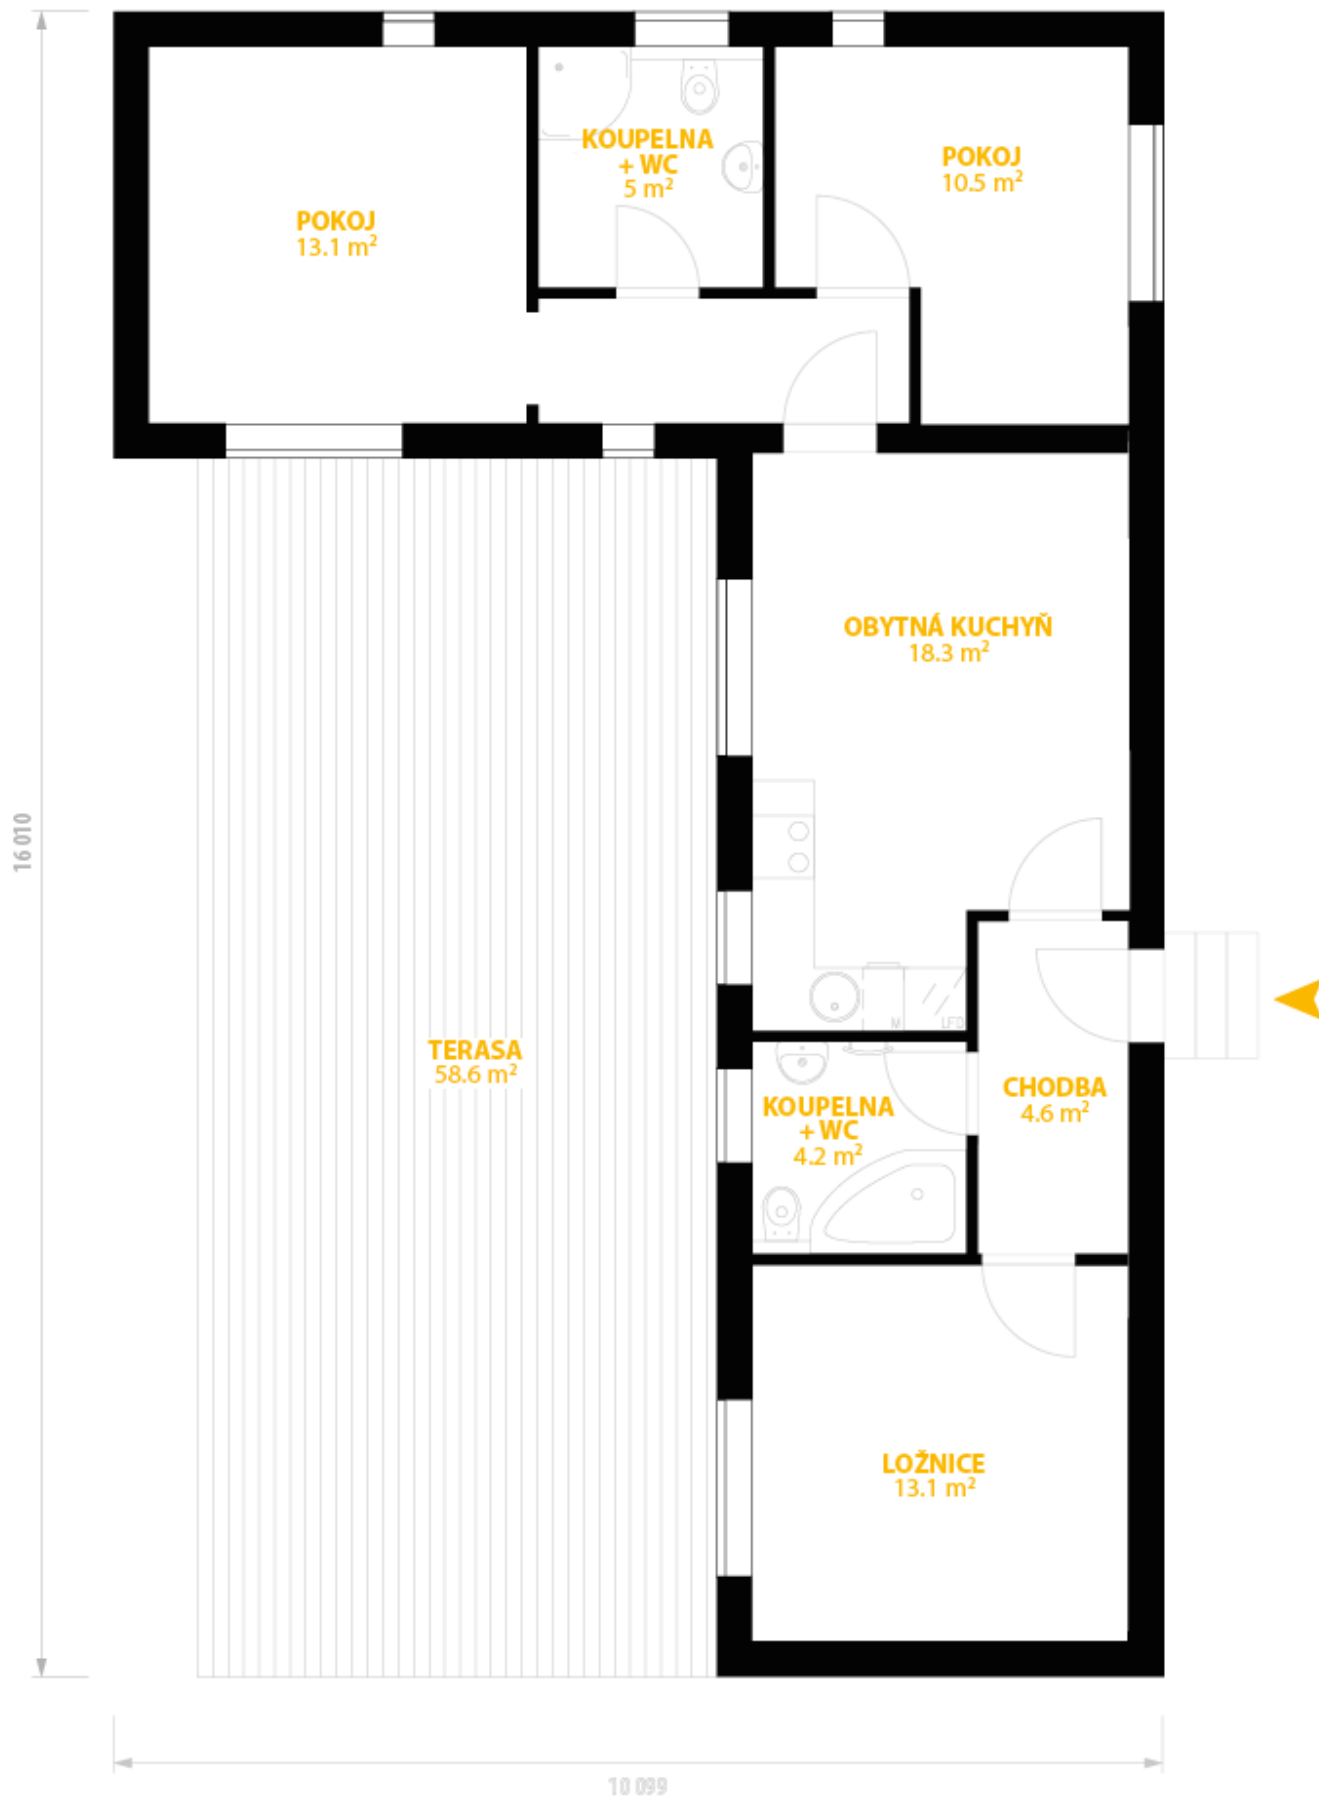 KOUPELNA
+ WC
5 m²
POKOJ
10.5 m²
POKOJ
13.1 m²
OBYTNÁ KUCHYŇ
18.3 m²
16 010
M
LFD
TERASA
58.6 m²
CHODBA
4.6 m²
KOUPELNA
+ WC
4.2 m²
LOŽNICE
13.1 m²
10 099